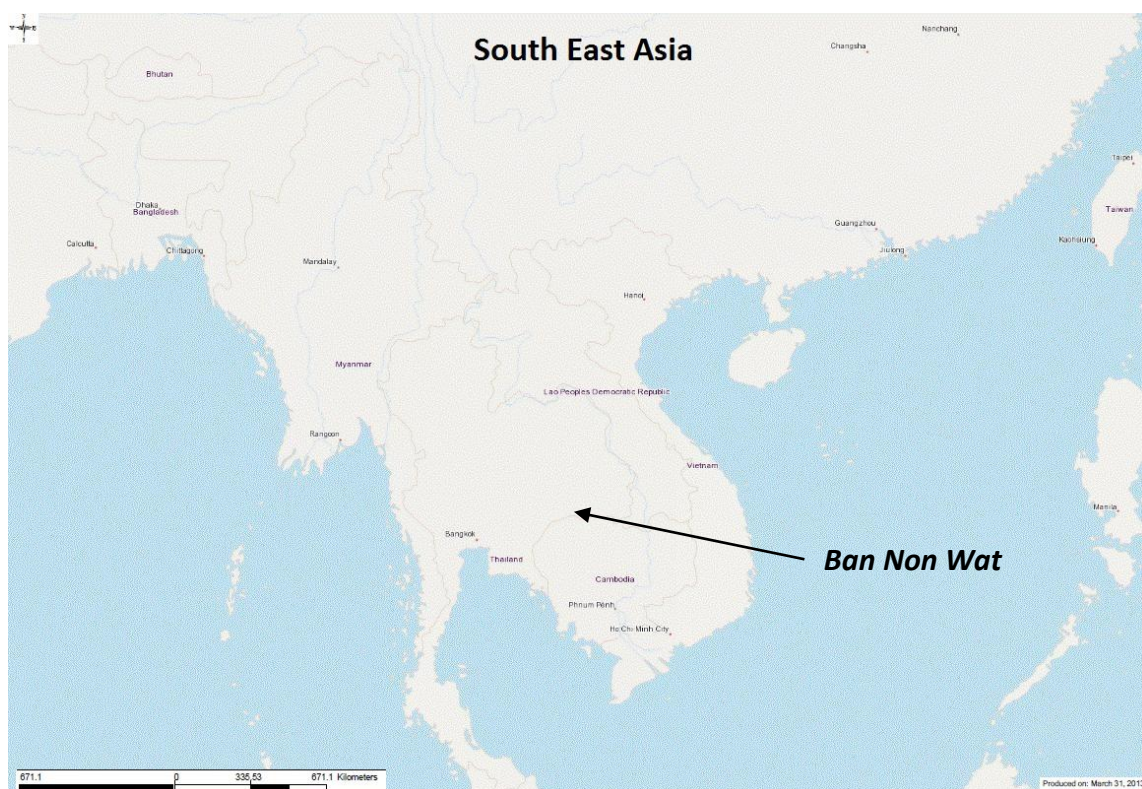 South East Asia
Nanchang
Changsha
Bhutan
Taipei
Dhaka
Bangladesh
Taiwan
Guangzhou
Calcutta
Chittagong
Jiulong
Kaohsiung
Mandalay
Hanoi
Myanmar
Lao Peoples Democratic Republic
Rangoon
Vietnam
Manila
Bangkok
Thailand
Ban Non Wat
Cambodia
Phnum Penh
Ho Chi Minh City
671.1 0 335.53 671.1 Kilometers
Produced on: March 31, 2013